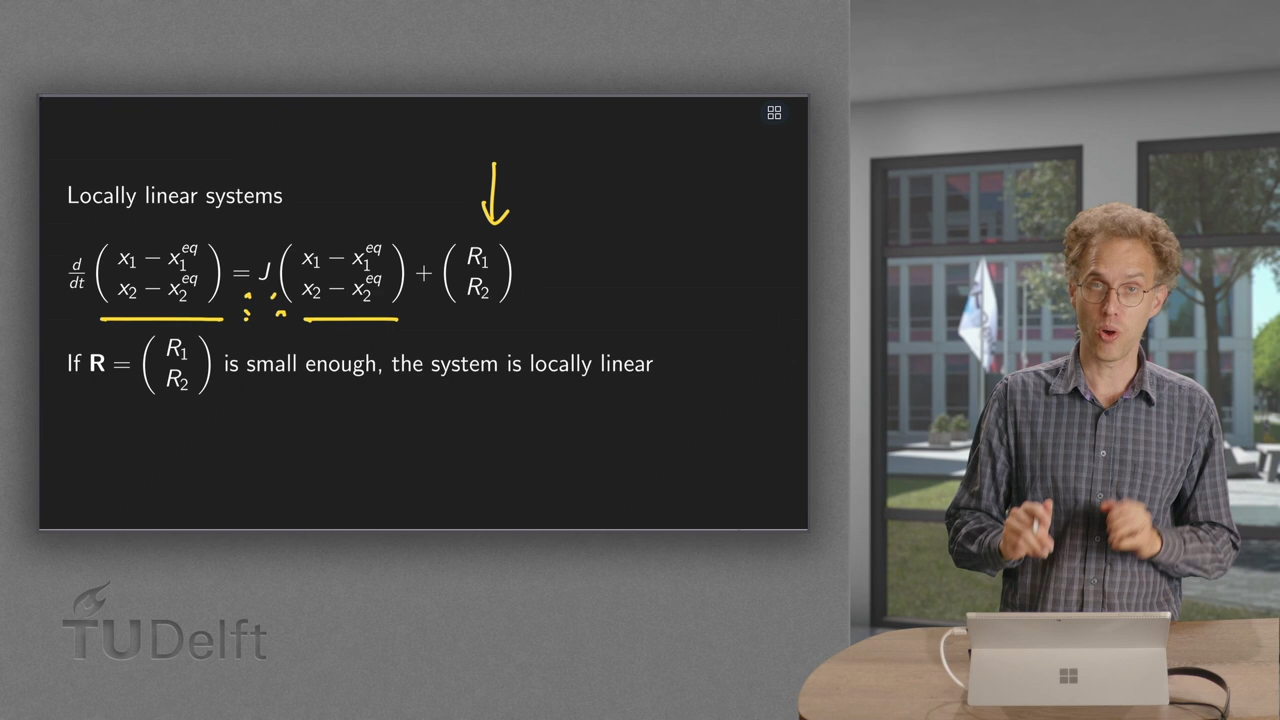 Locally linear systems
d/dt ( x₁ − x₁^eq ; x₂ − x₂^eq ) = J ( x₁ − x₁^eq ; x₂ − x₂^eq ) + ( R₁ ; R₂ )
If R = ( R₁ ; R₂ ) is small enough, the system is locally linear
TUDelft